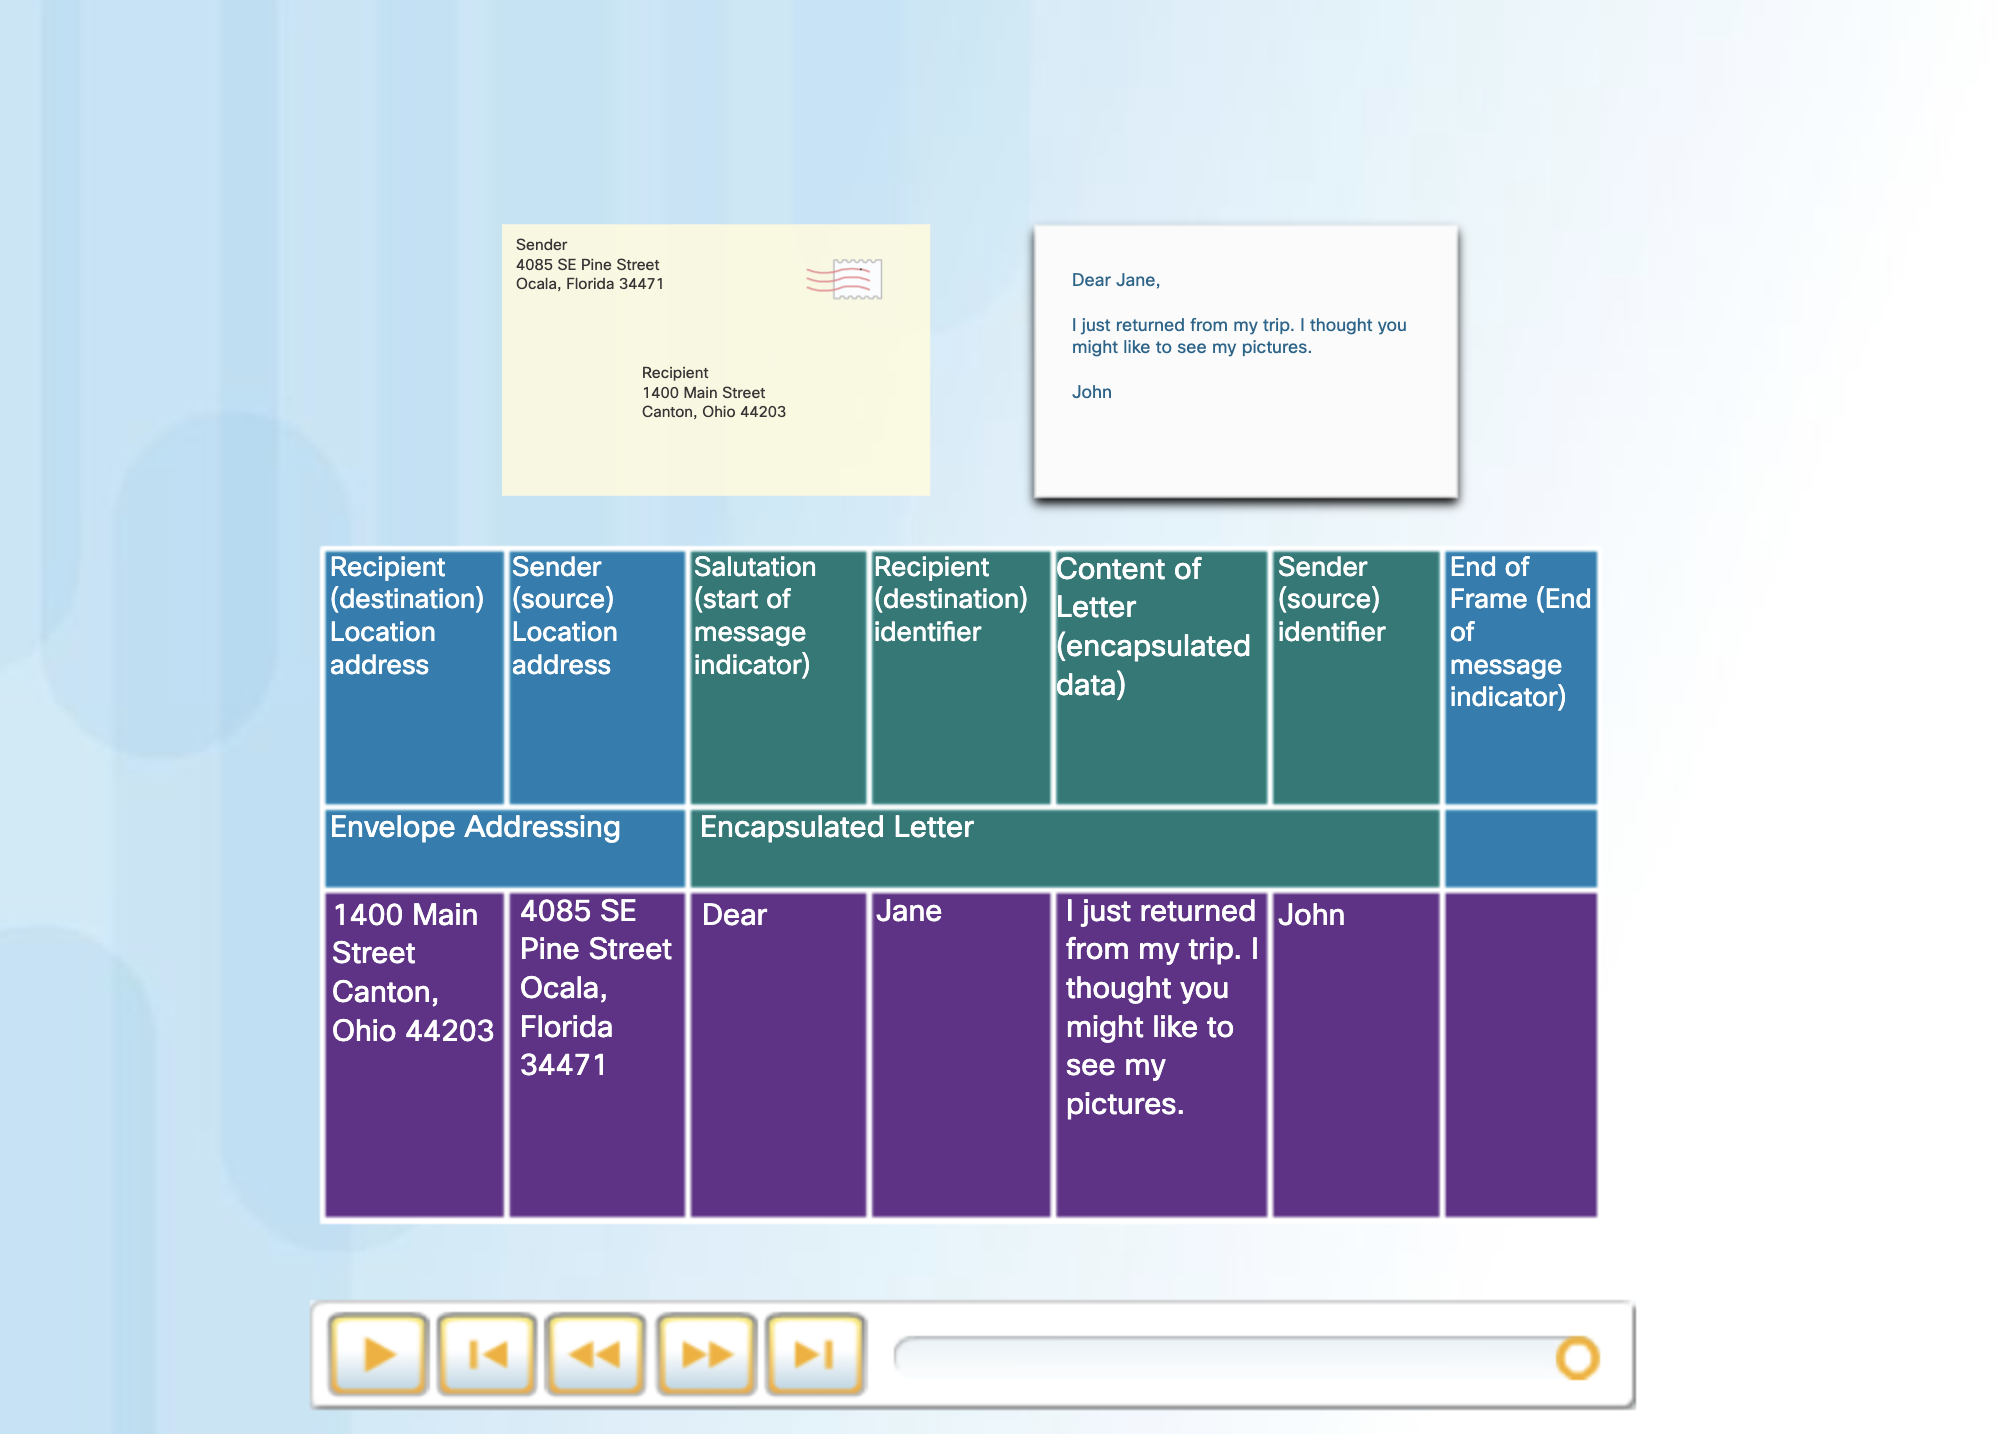 Sender
4085 SE Pine Street
Ocala, Florida 34471
Recipient
1400 Main Street
Canton, Ohio 44203
Dear Jane,
I just returned from my trip. I thought you
might like to see my pictures.
John
Recipient
(destination)
Location
address
Sender
(source)
Location
address
Salutation
(start of
message
indicator)
Recipient
(destination)
identifier
Content of
Letter
(encapsulated
data)
Sender
(source)
identifier
End of
Frame (End
of
message
indicator)
Envelope Addressing
Encapsulated Letter
1400 Main
Street
Canton,
Ohio 44203
4085 SE
Pine Street
Ocala,
Florida
34471
Dear
Jane
I just returned
from my trip. I
thought you
might like to
see my
pictures.
John